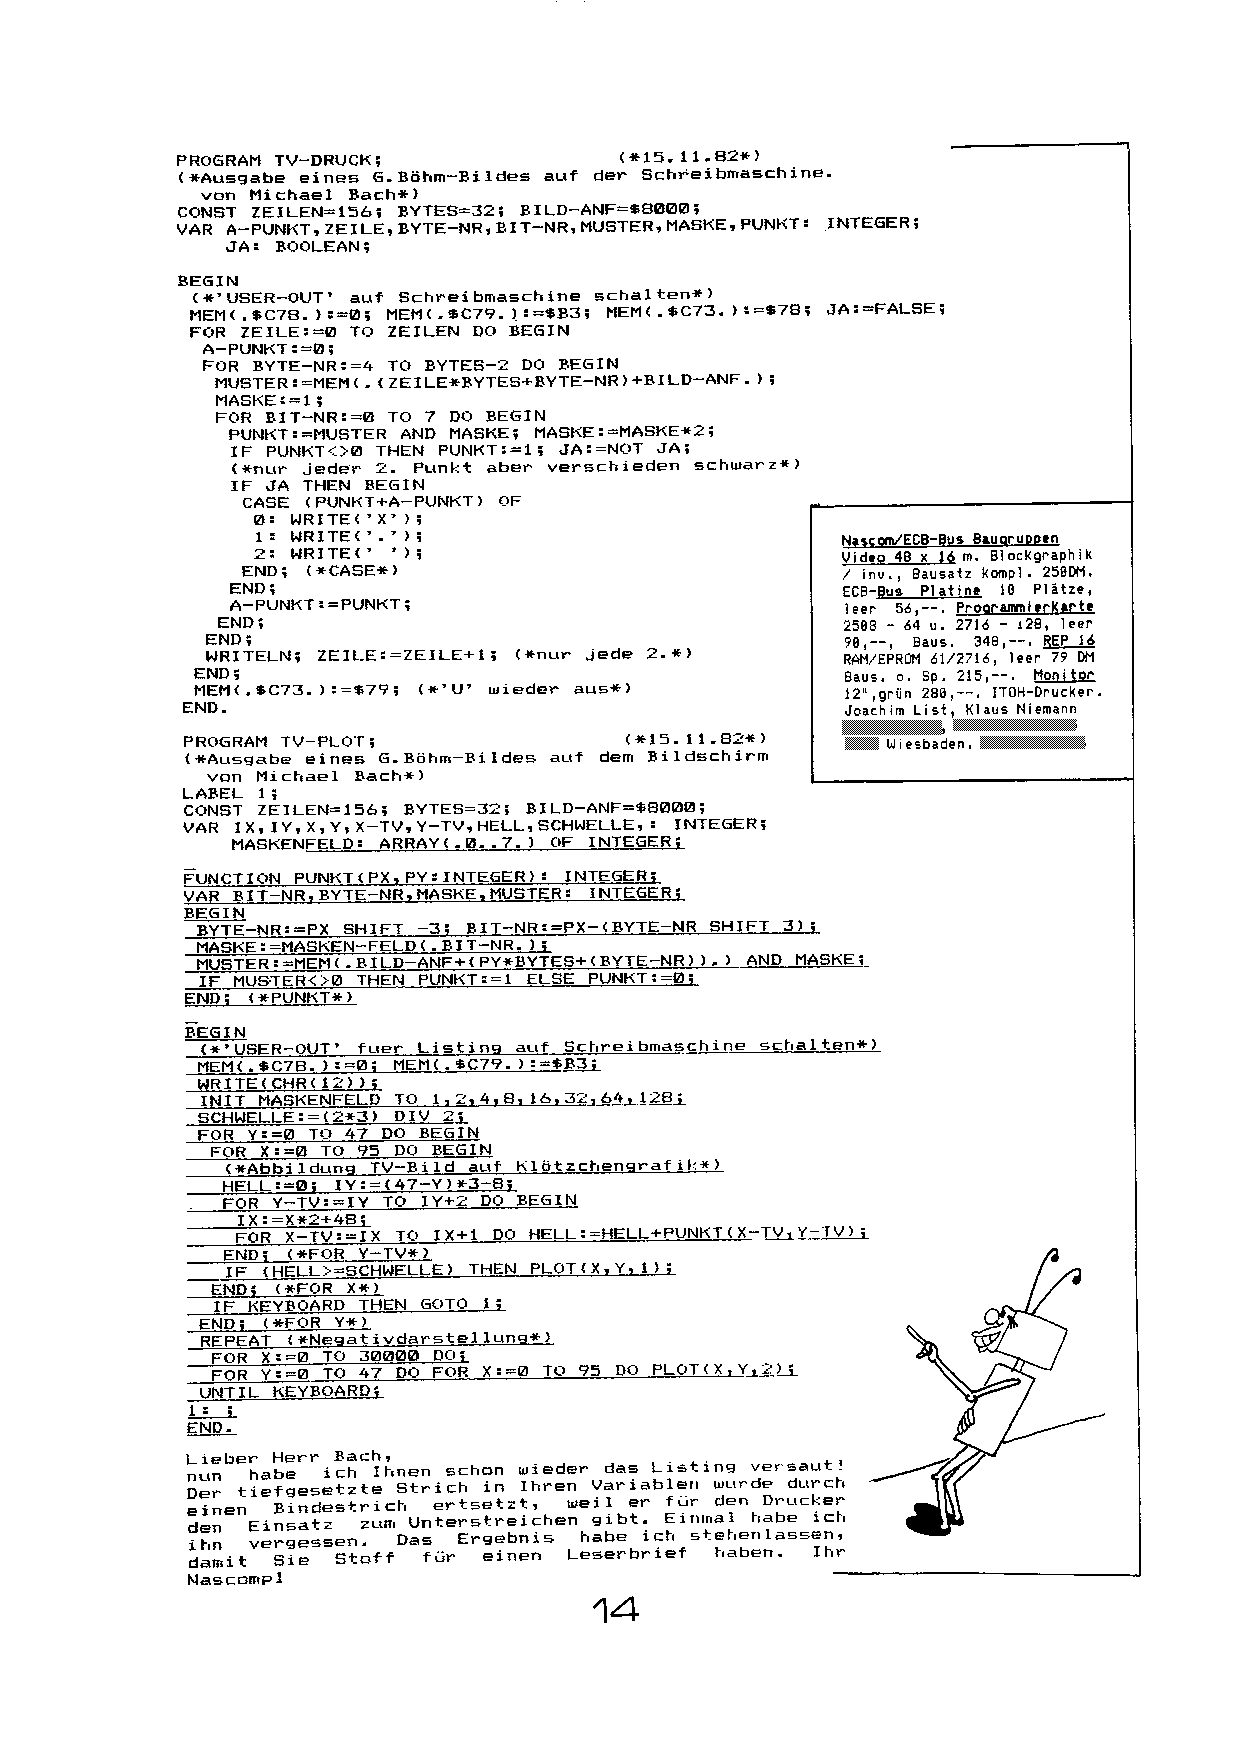 PROGRAM TV-DRUCK; (*15.11.82*)
(*Ausgabe eines G.Böhm-Bildes auf der Schreibmaschine.
von Michael Bach*)
CONST ZEILEN=156; BYTES=32; BILD-ANF=$8000;
VAR A-PUNKT,ZEILE,BYTE-NR,BIT-NR,MUSTER,MASKE,PUNKT: INTEGER;
JA: BOOLEAN;
BEGIN
(*'USER-OUT' auf Schreibmaschine schalten*)
MEM(.$C78.):=0; MEM(.$C79.):=$B3; MEM(.$C73.):=$78; JA:=FALSE;
FOR ZEILE:=0 TO ZEILEN DO BEGIN
A-PUNKT:=0;
FOR BYTE-NR:=4 TO BYTES-2 DO BEGIN
MUSTER:=MEM(.(ZEILE*BYTES+BYTE-NR)+BILD-ANF.);
MASKE:=1;
FOR BIT-NR:=0 TO 7 DO BEGIN
PUNKT:=MUSTER AND MASKE; MASKE:=MASKE*2;
IF PUNKT<>0 THEN PUNKT:=1; JA:=NOT JA;
(*nur jeder 2. Punkt aber verschieden schwarz*)
IF JA THEN BEGIN
CASE (PUNKT+A-PUNKT) OF
0: WRITE('X');
1: WRITE('.');
2: WRITE(' ');
END; (*CASE*)
END;
A-PUNKT:=PUNKT;
END;
END;
WRITELN; ZEILE:=ZEILE+1; (*nur jede 2.*)
END;
MEM(.$C73.):=$79; (*'U' wieder aus*)
END.
Nascom/ECB-Bus Baugruppen
Video 48 x 16 m. Blockgraphik
/ inv., Bausatz kompl. 250DM.
ECB-Bus Platine 10 Plätze,
leer 56,--. Programmierkarte
2508 - 64 u. 2716 - 128, leer
90,--, Baus. 348,--. REP 16
RAM/EPROM 61/2716, leer 79 DM
Baus. o. Sp. 215,--. Monitor
12",grün 280,--. ITOH-Drucker.
Joachim List, Klaus Niemann
,
Wiesbaden.
PROGRAM TV-PLOT; (*15.11.82*)
(*Ausgabe eines G.Böhm-Bildes auf dem Bildschirm
von Michael Bach*)
LABEL 1;
CONST ZEILEN=156; BYTES=32; BILD-ANF=$8000;
VAR IX,IY,X,Y,X-TV,Y-TV,HELL,SCHWELLE,: INTEGER;
MASKENFELD: ARRAY(.0..7.) OF INTEGER;
FUNCTION PUNKT(PX,PY:INTEGER): INTEGER;
VAR BIT-NR,BYTE-NR,MASKE,MUSTER: INTEGER;
BEGIN
BYTE-NR:=PX SHIFT -3; BIT-NR:=PX-(BYTE-NR SHIFT 3);
MASKE:=MASKEN-FELD(.BIT-NR.);
MUSTER:=MEM(.BILD-ANF+(PY*BYTES+(BYTE-NR)).) AND MASKE;
IF MUSTER<>0 THEN PUNKT:=1 ELSE PUNKT:=0;
END; (*PUNKT*)
BEGIN
(*'USER-OUT' fuer Listing auf Schreibmaschine schalten*)
MEM(.$C78.):=0; MEM(.$C79.):=$B3;
WRITE(CHR(12));
INIT MASKENFELD TO 1,2,4,8,16,32,64,128;
SCHWELLE:=(2*3) DIV 2;
FOR Y:=0 TO 47 DO BEGIN
FOR X:=0 TO 95 DO BEGIN
(*Abbildung TV-Bild auf Klötzchengrafik*)
HELL:=0; IY:=(47-Y)*3-8;
FOR Y-TV:=IY TO IY+2 DO BEGIN
IX:=X*2+48;
FOR X-TV:=IX TO IX+1 DO HELL:=HELL+PUNKT(X-TV,Y-TV);
END; (*FOR Y-TV*)
IF (HELL>=SCHWELLE) THEN PLOT(X,Y,1);
END; (*FOR X*)
IF KEYBOARD THEN GOTO 1;
END; (*FOR Y*)
REPEAT (*Negativdarstellung*)
FOR X:=0 TO 30000 DO;
FOR Y:=0 TO 47 DO FOR X:=0 TO 95 DO PLOT(X,Y,2);
UNTIL KEYBOARD;
1: ;
END.
Lieber Herr Bach,
nun habe ich Ihnen schon wieder das Listing versaut!
Der tiefgesetzte Strich in Ihren Variablen wurde durch
einen Bindestrich ertsetzt, weil er für den Drucker
den Einsatz zum Unterstreichen gibt. Einmal habe ich
ihn vergessen. Das Ergebnis habe ich stehenlassen,
damit Sie Stoff für einen Leserbrief haben. Ihr
Nascompl
14